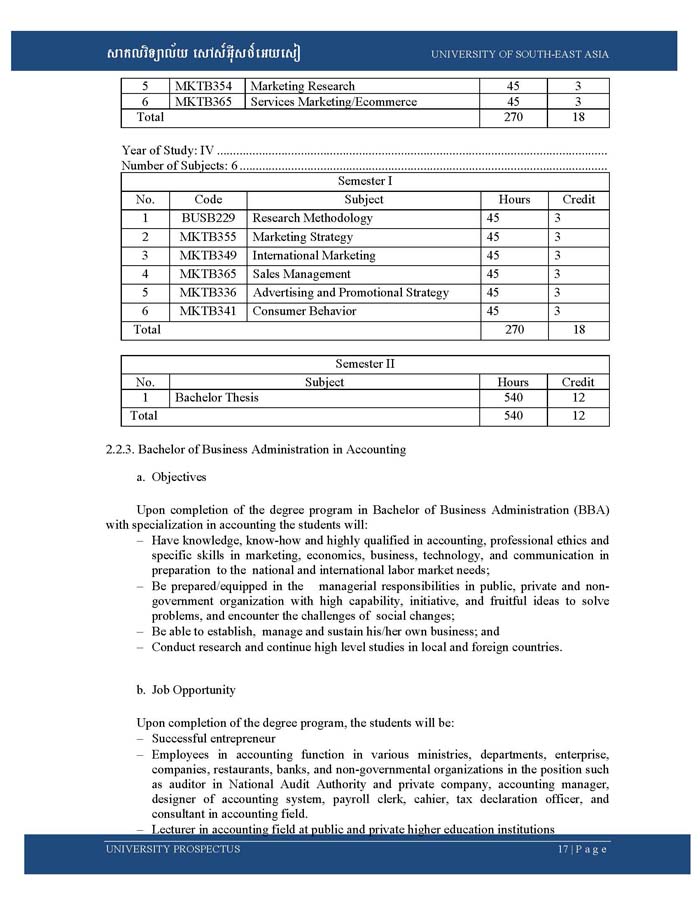 សាកលវិទ្យាល័យ សៅស៍អ៊ីសថ៍អេយសៀ UNIVERSITY OF SOUTH-EAST ASIA
5 MKTB354 Marketing Research 45 3
6 MKTB365 Services Marketing/Ecommerce 45 3
Total 270 18
Year of Study: IV ............................................................
Number of Subjects: 6 ............................................................
Semester I
No. Code Subject Hours Credit
1 BUSB229 Research Methodology 45 3
2 MKTB355 Marketing Strategy 45 3
3 MKTB349 International Marketing 45 3
4 MKTB365 Sales Management 45 3
5 MKTB336 Advertising and Promotional Strategy 45 3
6 MKTB341 Consumer Behavior 45 3
Total 270 18
Semester II
No. Subject Hours Credit
1 Bachelor Thesis 540 12
Total 540 12
2.2.3. Bachelor of Business Administration in Accounting
a. Objectives
Upon completion of the degree program in Bachelor of Business Administration (BBA)
with specialization in accounting the students will:
– Have knowledge, know-how and highly qualified in accounting, professional ethics and
specific skills in marketing, economics, business, technology, and communication in
preparation to the national and international labor market needs;
– Be prepared/equipped in the managerial responsibilities in public, private and non-
government organization with high capability, initiative, and fruitful ideas to solve
problems, and encounter the challenges of social changes;
– Be able to establish, manage and sustain his/her own business; and
– Conduct research and continue high level studies in local and foreign countries.
b. Job Opportunity
Upon completion of the degree program, the students will be:
– Successful entrepreneur
– Employees in accounting function in various ministries, departments, enterprise,
companies, restaurants, banks, and non-governmental organizations in the position such
as auditor in National Audit Authority and private company, accounting manager,
designer of accounting system, payroll clerk, cahier, tax declaration officer, and
consultant in accounting field.
– Lecturer in accounting field at public and private higher education institutions
UNIVERSITY PROSPECTUS 17 | P a g e